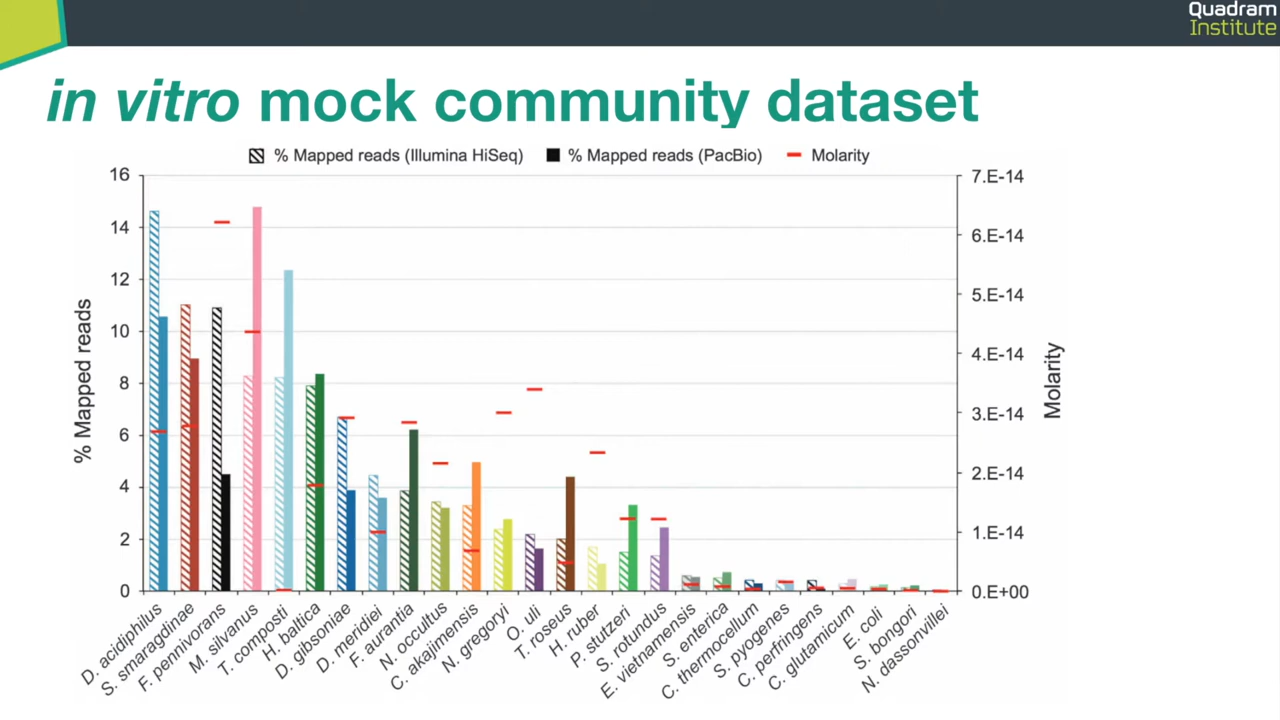 Quadram
Institute
in vitro mock community dataset
% Mapped reads (Illumina HiSeq) % Mapped reads (PacBio) Molarity
16
14
12
10
8
6
4
2
0
% Mapped reads
7.E-14
6.E-14
5.E-14
4.E-14
3.E-14
2.E-14
1.E-14
0.E+00
Molarity
D. acidiphilus
S. smaragdinae
F. pennivorans
M. silvanus
T. composti
H. battica
D. gibsoniae
D. meridiei
F. aurantia
N. occultus
C. akajimensis
N. gregoryi
O. uli
T. roseus
H. ruber
P. stutzeri
S. rotundus
E. vietnamensis
S. enterica
C. thermocellum
S. pyogenes
C. perfringens
C. glutamicum
E. coli
S. bongori
N. dassonvillei